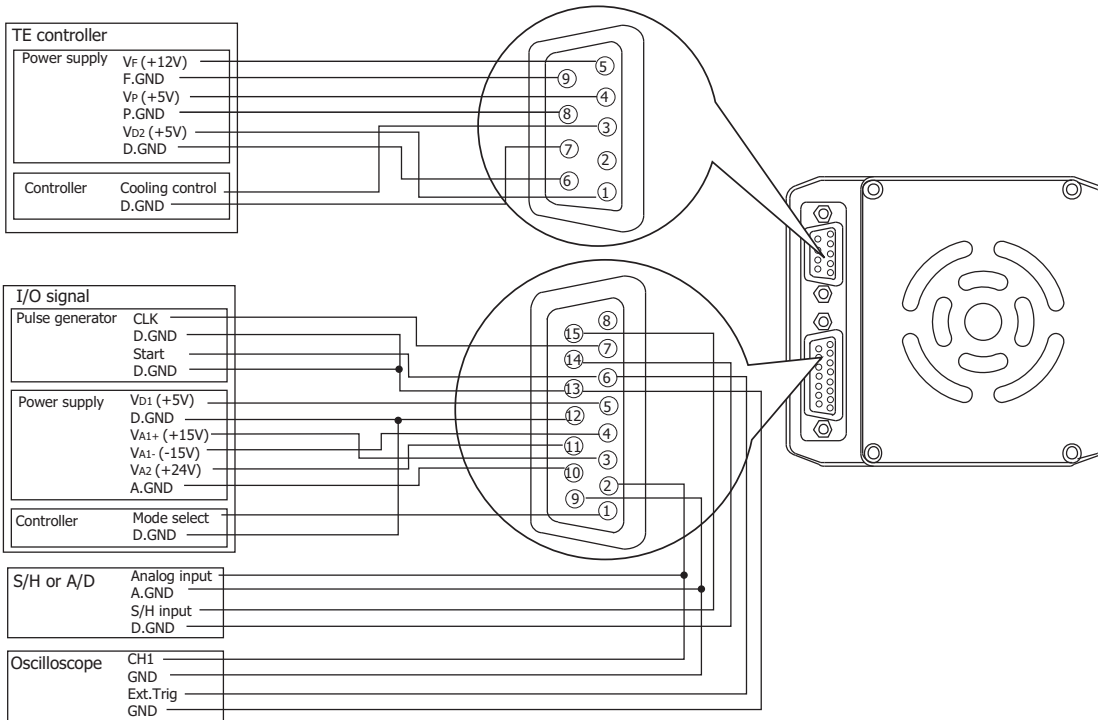 TE controller
Power supply
VF (+12V)
F.GND
VP (+5V)
P.GND
VD2 (+5V)
D.GND
Controller
Cooling control
D.GND
5
9
4
8
3
7
2
6
1
I/O signal
Pulse generator
CLK
D.GND
Start
D.GND
Power supply
VD1 (+5V)
D.GND
VA1+ (+15V)
VA1- (-15V)
VA2 (+24V)
A.GND
Controller
Mode select
D.GND
8
15
7
14
6
13
5
12
4
11
3
10
2
9
1
S/H or A/D
Analog input
A.GND
S/H input
D.GND
Oscilloscope
CH1
GND
Ext.Trig
GND